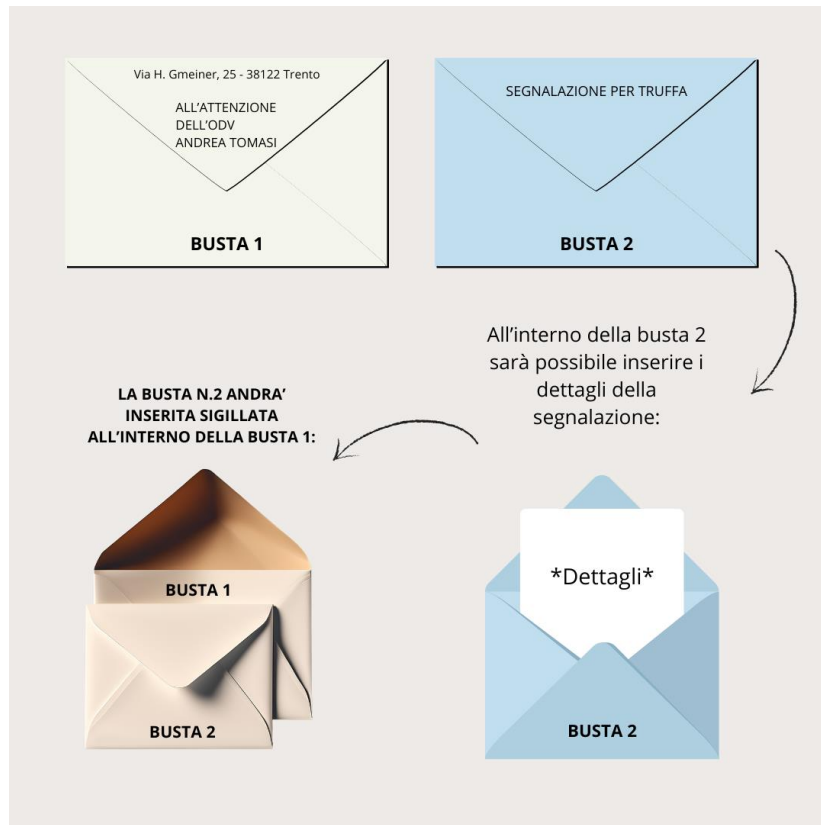 Via H. Gmeiner, 25 - 38122 Trento
ALL'ATTENZIONE
DELL'ODV
ANDREA TOMASI
BUSTA 1
SEGNALAZIONE PER TRUFFA
BUSTA 2
All'interno della busta 2
sarà possibile inserire i
dettagli della
segnalazione:
LA BUSTA N.2 ANDRA'
INSERITA SIGILLATA
ALL'INTERNO DELLA BUSTA 1:
BUSTA 1
BUSTA 2
*Dettagli*
BUSTA 2